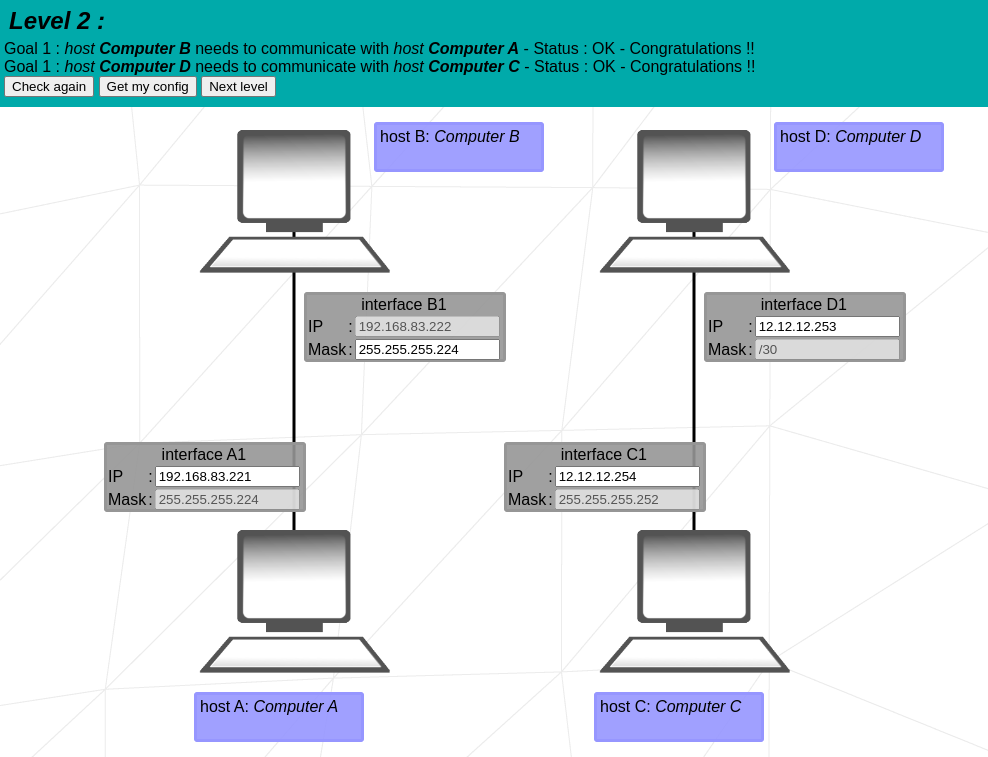 Level 2 :
Goal 1 : host Computer B needs to communicate with host Computer A - Status : OK - Congratulations !!
Goal 1 : host Computer D needs to communicate with host Computer C - Status : OK - Congratulations !!
Check again Get my config Next level
host B: Computer B
host D: Computer D
interface B1
IP : 192.168.83.222
Mask : 255.255.255.224
interface D1
IP : 12.12.12.253
Mask : /30
interface A1
IP : 192.168.83.221
Mask : 255.255.255.224
interface C1
IP : 12.12.12.254
Mask : 255.255.255.252
host A: Computer A
host C: Computer C